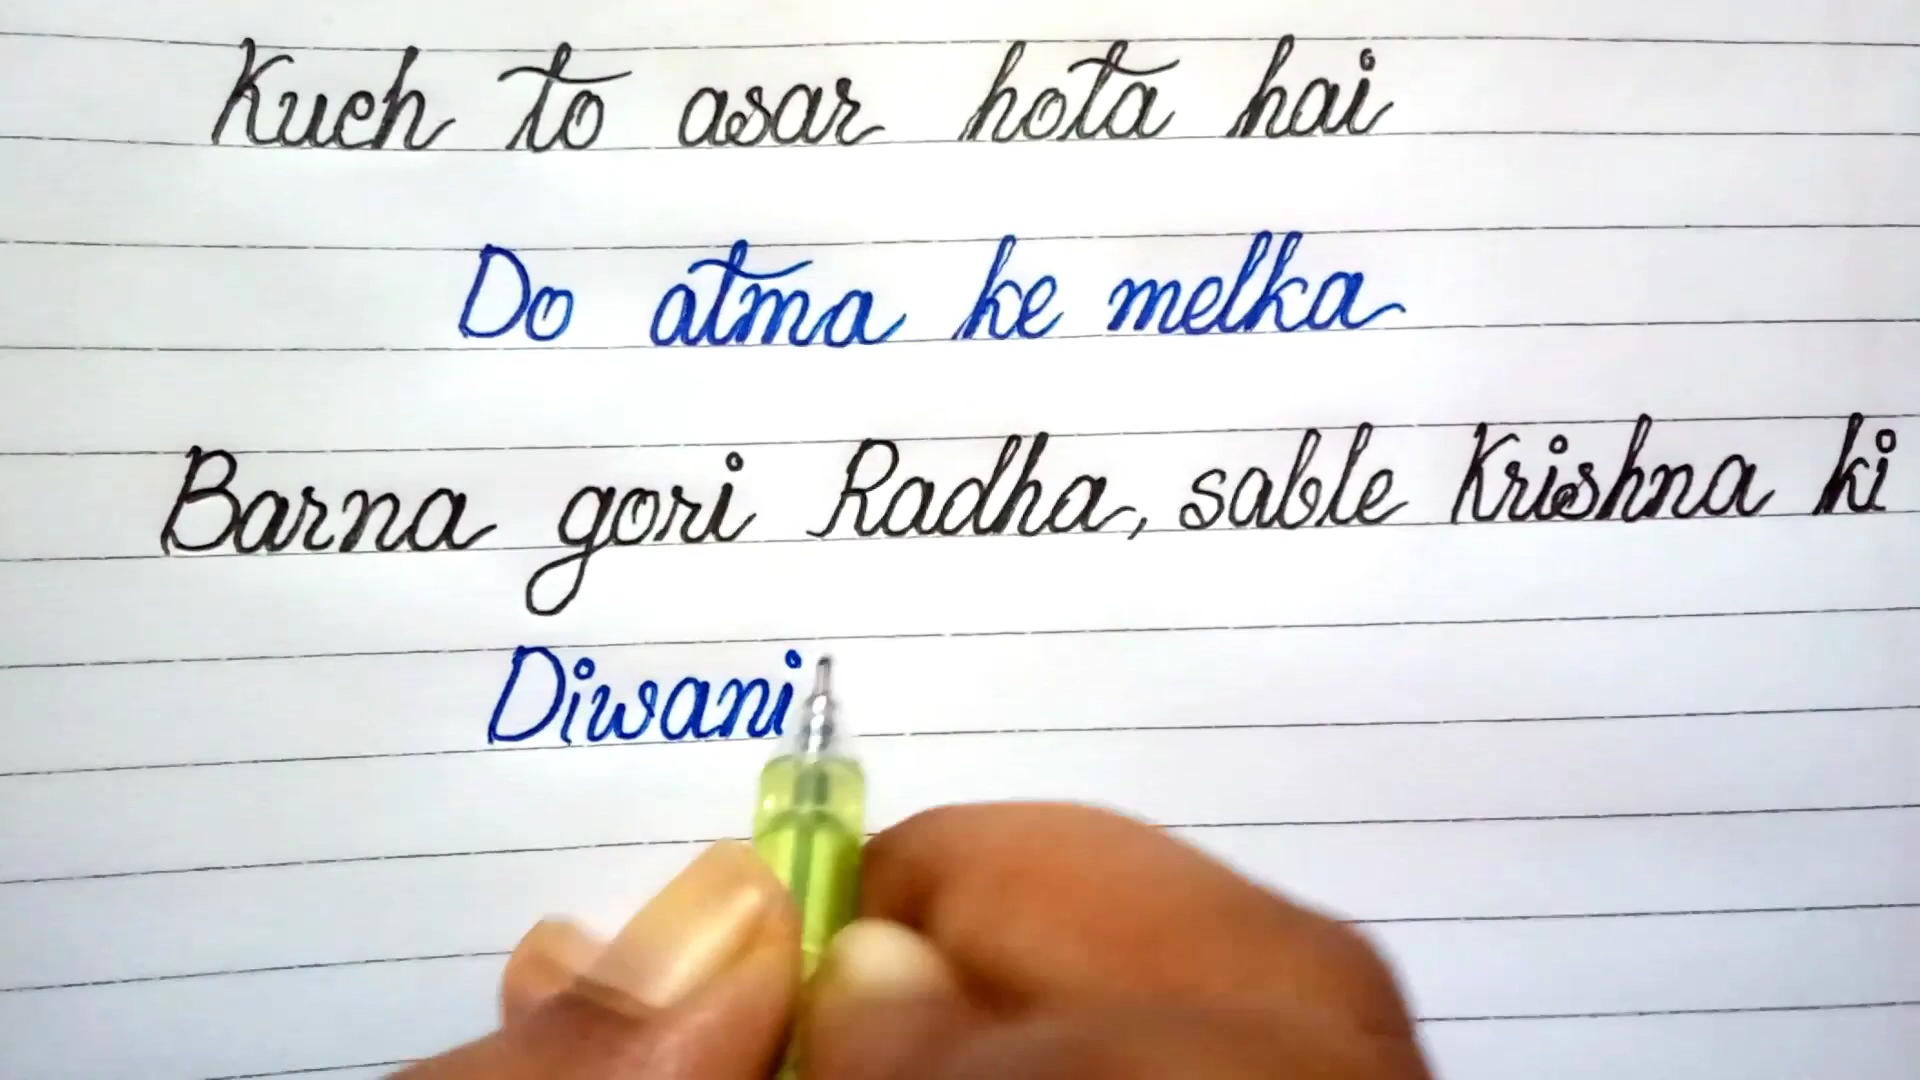 Kuch to asar hota hai
Do atma ke melka
Barna gori Radha, sable Krishna ki
Diwani